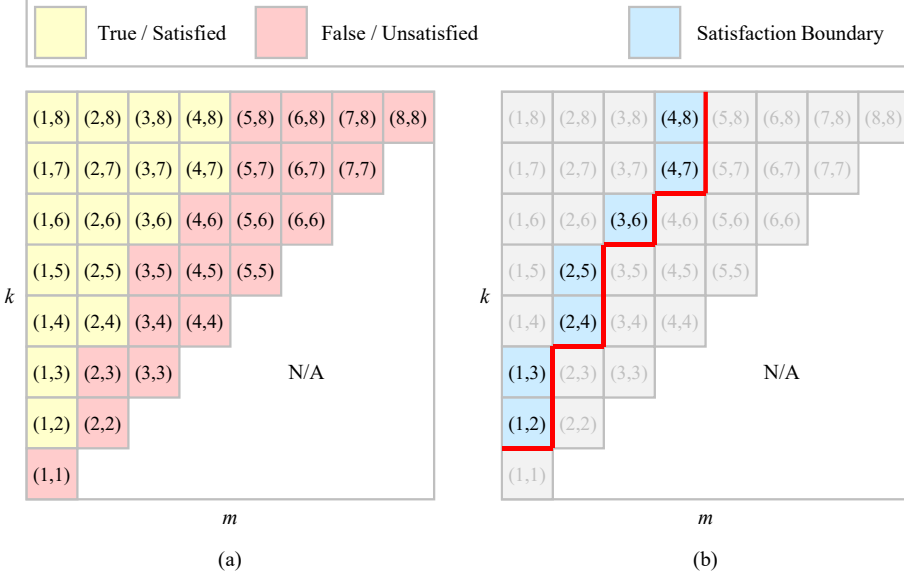 True / Satisfied False / Unsatisfied Satisfaction Boundary
(1,8) (2,8) (3,8) (4,8) (5,8) (6,8) (7,8) (8,8)
(1,7) (2,7) (3,7) (4,7) (5,7) (6,7) (7,7)
(1,6) (2,6) (3,6) (4,6) (5,6) (6,6)
(1,5) (2,5) (3,5) (4,5) (5,5)
k
(1,4) (2,4) (3,4) (4,4)
(1,3) (2,3) (3,3) N/A
(1,2) (2,2)
(1,1)
m
(a)
(1,8) (2,8) (3,8) (4,8) (5,8) (6,8) (7,8) (8,8)
(1,7) (2,7) (3,7) (4,7) (5,7) (6,7) (7,7)
(1,6) (2,6) (3,6) (4,6) (5,6) (6,6)
(1,5) (2,5) (3,5) (4,5) (5,5)
k
(1,4) (2,4) (3,4) (4,4)
(1,3) (2,3) (3,3) N/A
(1,2) (2,2)
(1,1)
m
(b)